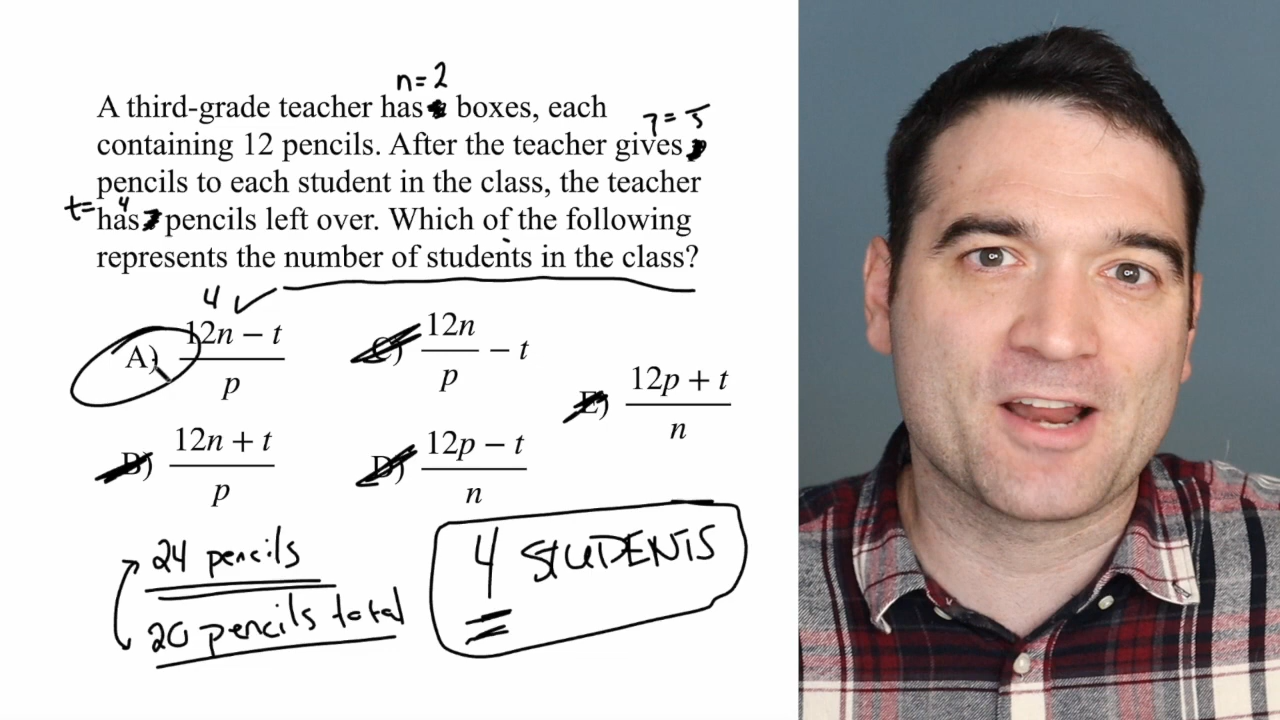 n=2
A third-grade teacher has boxes, each
7 = 5
containing 12 pencils. After the teacher gives
pencils to each student in the class, the teacher
t= 4
has pencils left over. Which of the following
represents the number of students in the class?
4 ✓
A) 12n − t / p
C) 12n / p − t
E) 12p + t / n
B) 12n + t / p
D) 12p − t / n
24 pencils
20 pencils total
4 STUDENTS